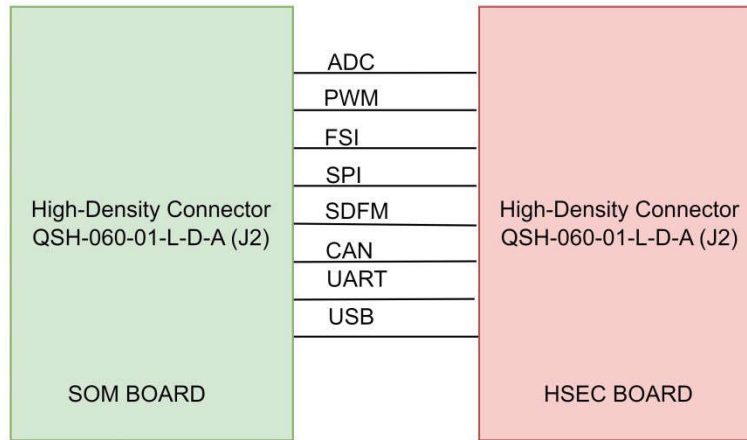 High-Density Connector
QSH-060-01-L-D-A (J2)
SOM BOARD
ADC
PWM
FSI
SPI
SDFM
CAN
UART
USB
High-Density Connector
QSH-060-01-L-D-A (J2)
HSEC BOARD